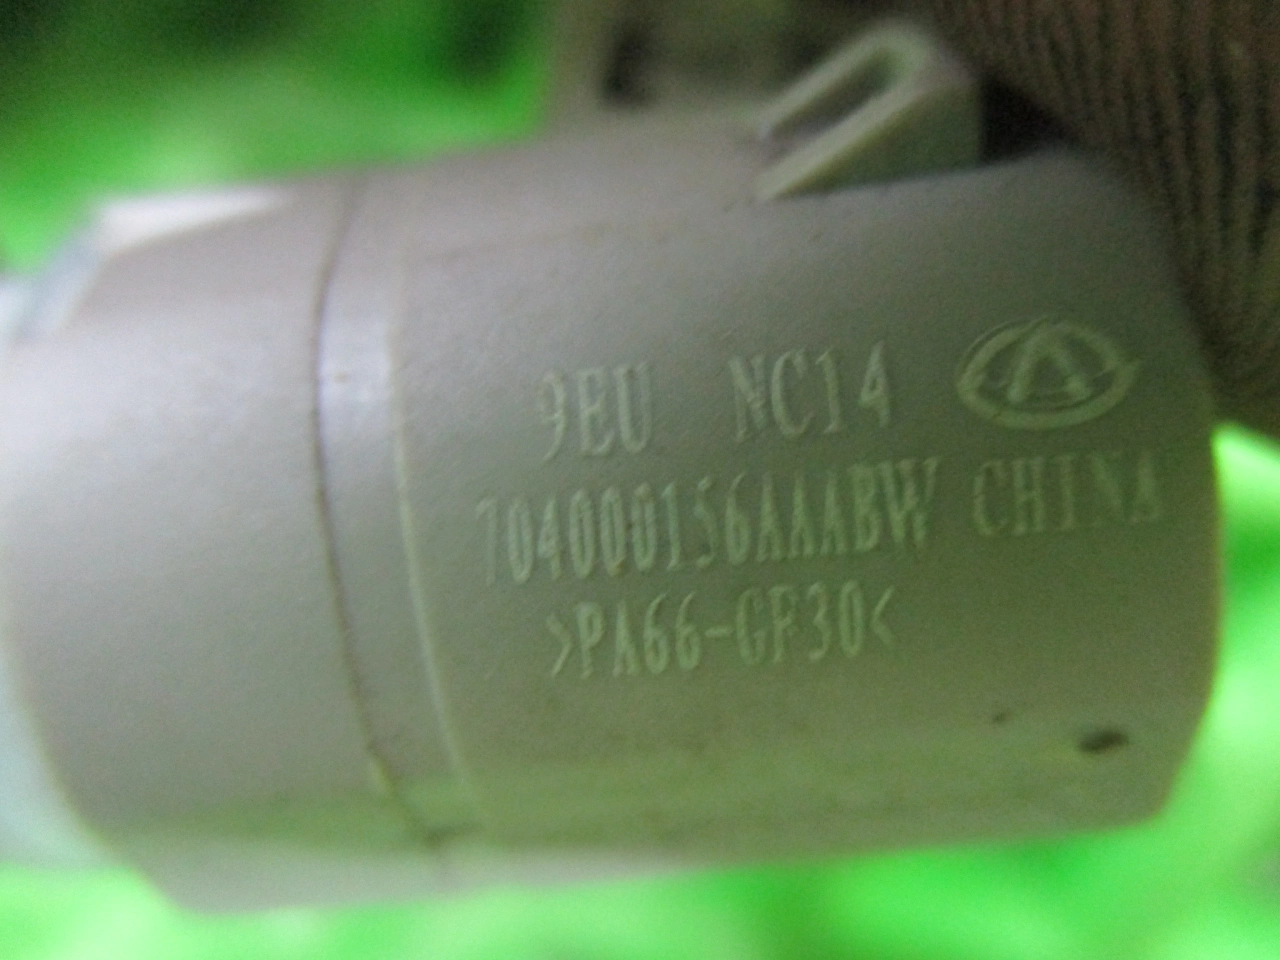 9EU NC14
704000156AAABW CHINA
>PA66-GF30<